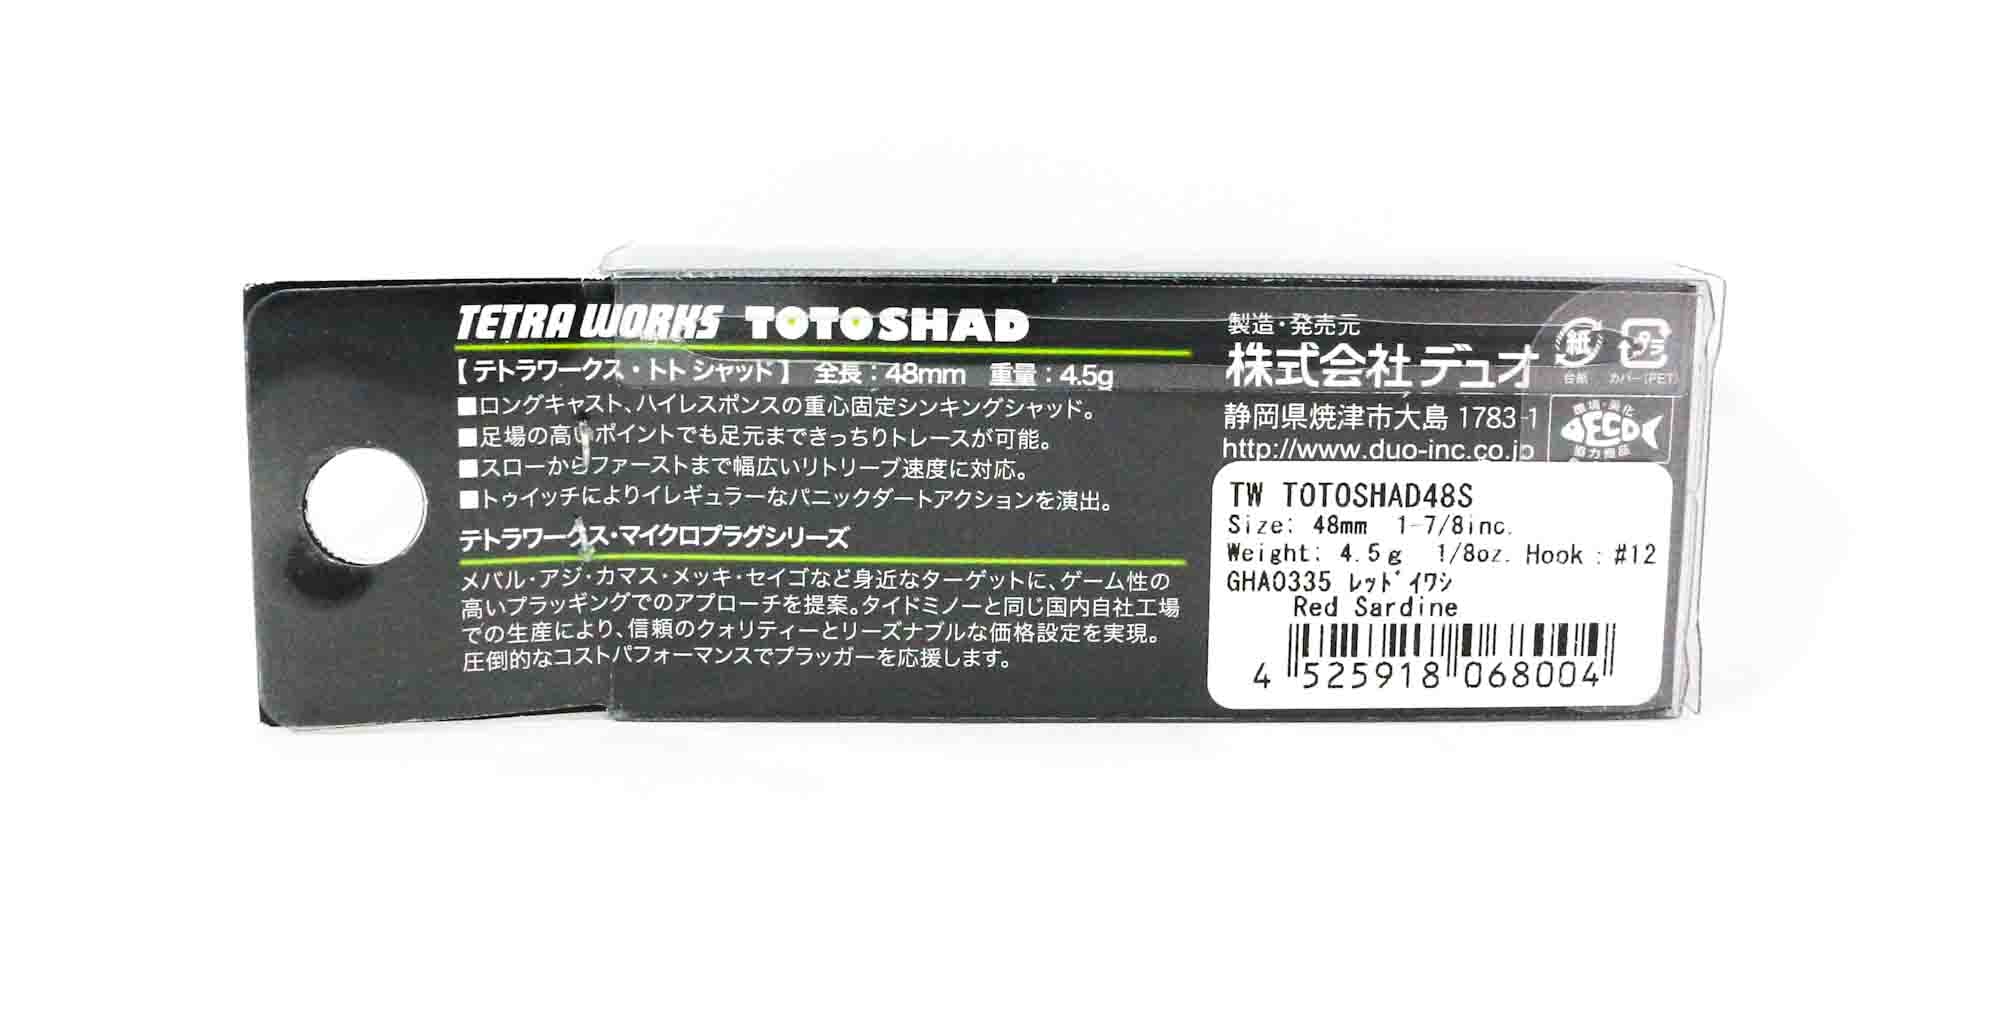 TETRA WORKS TOTOSHAD
【 テトラワークス・トト シャッド 】 全長：48mm 重量：4.5g
■ロングキャスト、ハイレスポンスの重心固定シンキングシャッド。
■足場の高いポイントでも足元まできっちりトレースが可能。
■スローからファーストまで幅広いリトリーブ速度に対応。
■トゥイッチによりイレギュラーなパニックダートアクションを演出。
テトラワークス・マイクロプラグシリーズ
メバル・アジ・カマス・メッキ・セイゴなど身近なターゲットに、ゲーム性の
高いプラッギングでのアプローチを提案。タイドミノーと同じ国内自社工場
での生産により、信頼のクォリティーとリーズナブルな価格設定を実現。
圧倒的なコストパフォーマンスでプラッガーを応援します。
製造・発売元
株式会社デュオ
静岡県焼津市大島 1783-1
http://www.duo-inc.co.jp
紙
台紙
プラ
カバー(PET)
環境・美化
ECO
協力商品
TW TOTOSHAD48S
Size: 48mm 1-7/8inc.
Weight: 4.5g 1/8oz. Hook : #12
GHA0335 ﾚｯﾄﾞｲﾜｼ
Red Sardine
4 525918 068004